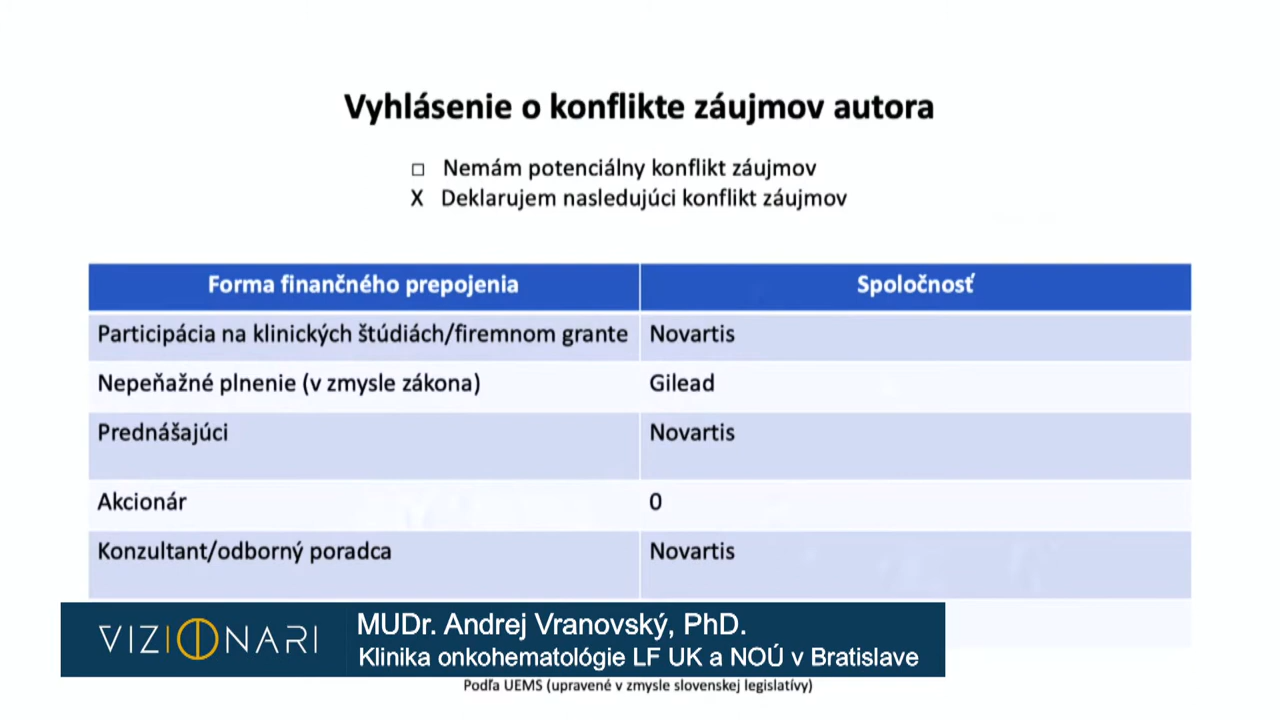 Vyhlásenie o konflikte záujmov autora
□ Nemám potenciálny konflikt záujmov
X Deklarujem nasledujúci konflikt záujmov
Forma finančného prepojenia Spoločnosť
Participácia na klinických štúdiách/firemnom grante Novartis
Nepeňažné plnenie (v zmysle zákona) Gilead
Prednášajúci Novartis
Akcionár 0
Konzultant/odborný poradca Novartis
VIZIONARI
MUDr. Andrej Vranovský, PhD.
Klinika onkohematológie LF UK a NOÚ v Bratislave
Podľa UEMS (upravené v zmysle slovenskej legislatívy)